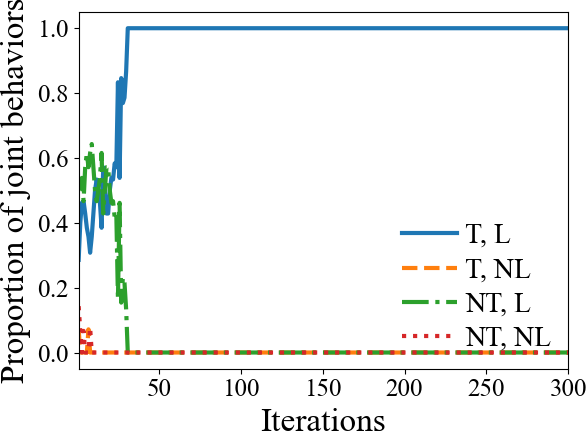 Proportion of joint behaviors
1.0
0.8
0.6
0.4
0.2
0.0
T, L
T, NL
NT, L
NT, NL
50 100 150 200 250 300
Iterations